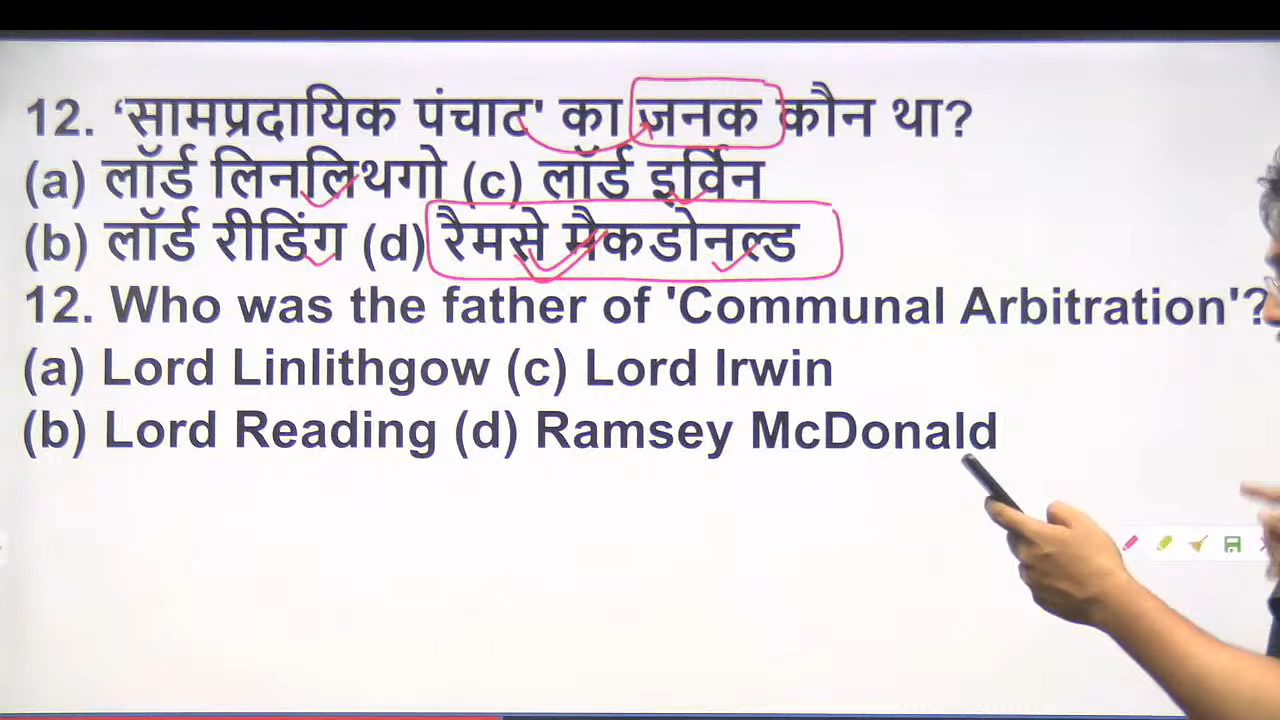 12. ‘सामप्रदायिक पंचाट' का जनक कौन था?
(a) लॉर्ड लिनलिथगो (c) लॉर्ड इर्विन
(b) लॉर्ड रीडिंग (d) रैमसे मैकडोनल्ड
12. Who was the father of 'Communal Arbitration'?
(a) Lord Linlithgow (c) Lord Irwin
(b) Lord Reading (d) Ramsey McDonald